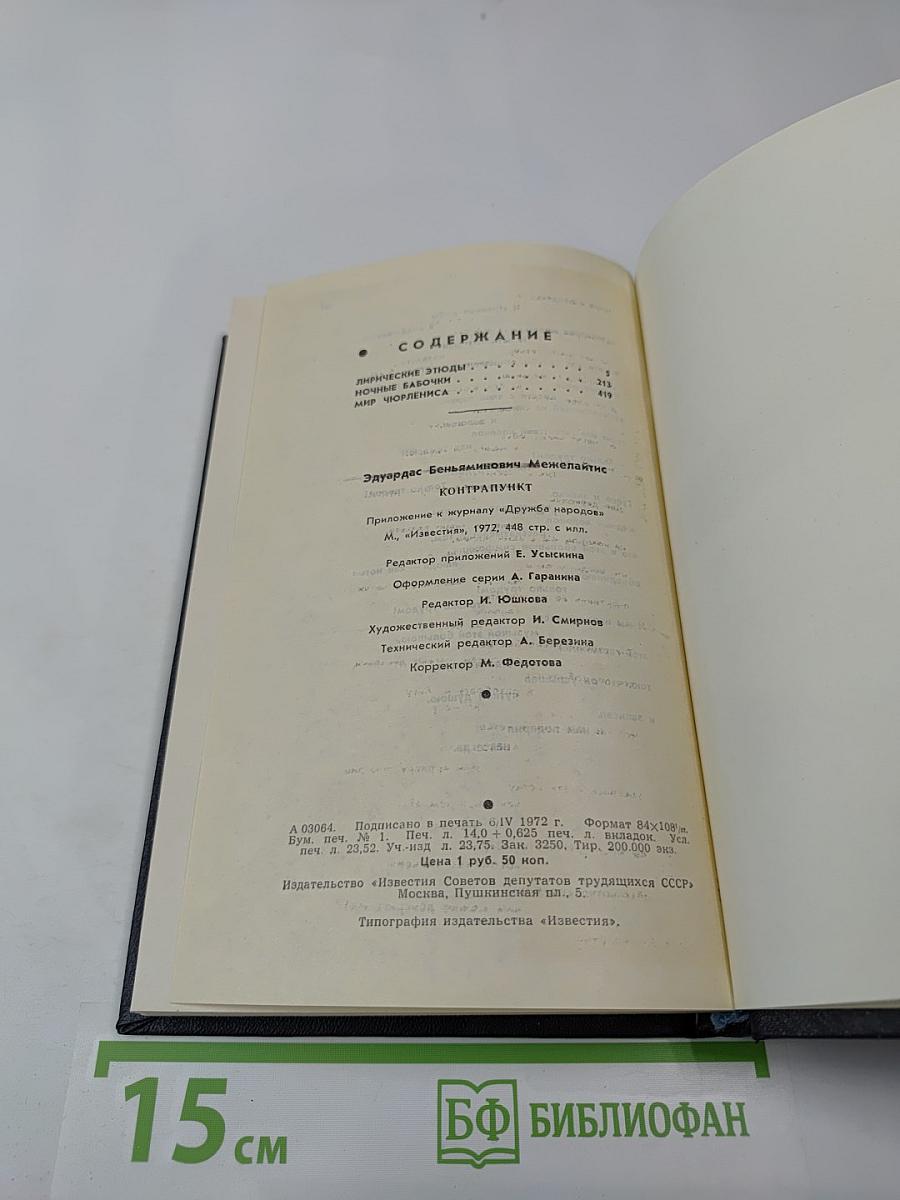 СОДЕРЖАНИЕ
ЛИРИЧЕСКИЕ ЭТЮДЫ . . . . . . . . . 5
НОЧНЫЕ БАБОЧКИ . . . . . . . . . . 213
МИР ЧЮРЛЕНИСА . . . . . . . . . . 419
Эдуардас Беньяминович Межелайтис
КОНТРАПУНКТ
Приложение к журналу «Дружба народов»
М., «Известия», 1972, 448 стр. с илл.
Редактор приложений Е. Усыскина
Оформление серии А. Гаранина
Редактор И. Юшкова
Художественный редактор И. Смирнов
Технический редактор А. Березина
Корректор М. Федотова
А 03064. Подписано в печать 6/IV 1972 г. Формат 84×108¹/₃₂.
Бум. печ. № 1. Печ. л. 14,0 + 0,625 печ. л. вкладок. Усл.
печ. л. 23,52. Уч.-изд л. 23,75. Зак. 3250. Тир. 200.000 экз.
Цена 1 руб. 50 коп.
Издательство «Известия Советов депутатов трудящихся СССР»
Москва, Пушкинская пл., 5.
Типография издательства «Известия».
15 см
БФ БИБЛИОФАН